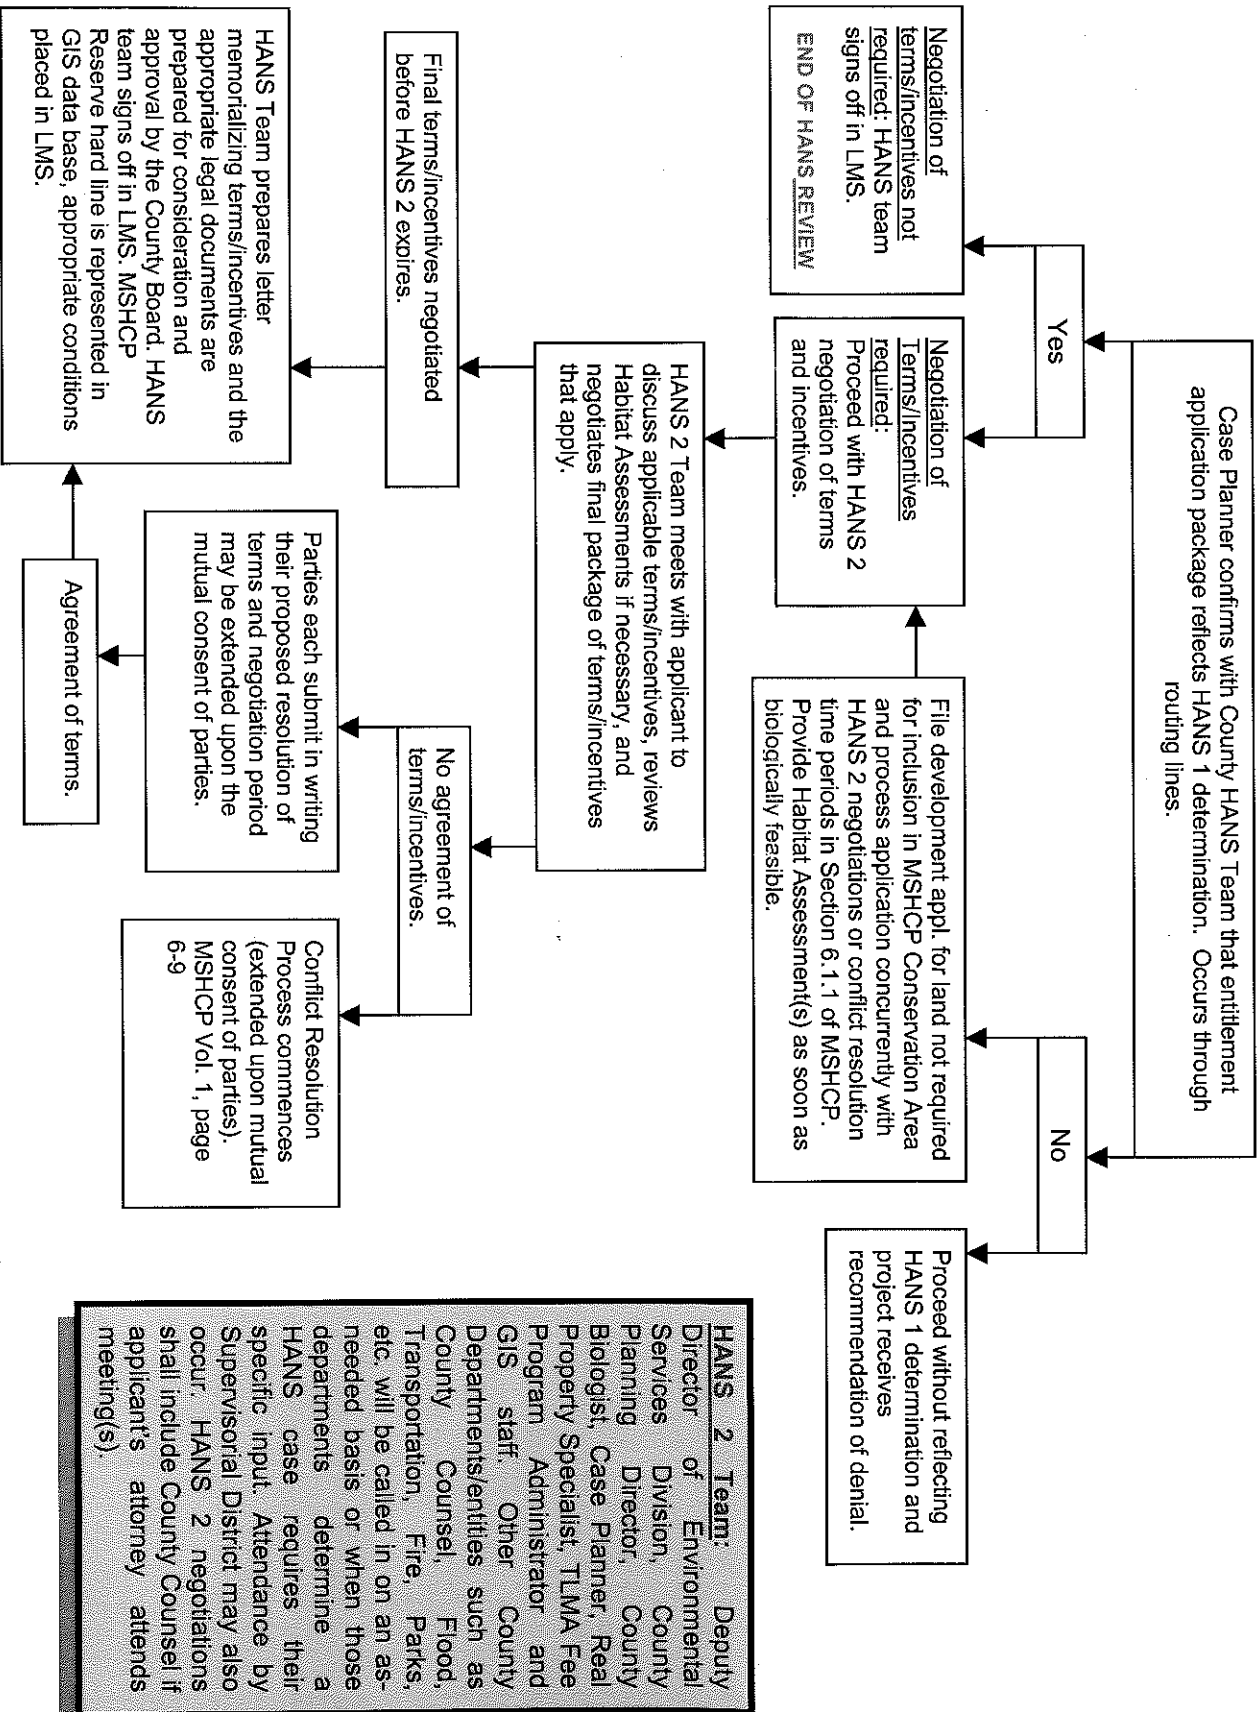 Case Planner confirms with County HANS Team that entitlement
application package reflects HANS 1 determination.  Occurs through
routing lines.
Yes
No
Negotiation of
terms/incentives not
required: HANS team
signs off in LMS.
END OF HANS REVIEW
Negotiation of
Terms/Incentives
required:
Proceed with HANS 2
negotiation of terms
and incentives.
File development appl. for land not required
for inclusion in MSHCP Conservation Area
and process application concurrently with
HANS 2 negotiations or conflict resolution
time periods in Section 6.1.1 of MSHCP.
Provide Habitat Assessment(s) as soon as
biologically feasible.
Proceed without reflecting
HANS 1 determination and
project receives
recommendation of denial.
HANS 2 Team meets with applicant to
discuss applicable terms/incentives, reviews
Habitat Assessments if necessary, and
negotiates final package of terms/incentives
that apply.
Final terms/incentives negotiated
before HANS 2 expires.
No agreement of
terms/incentives.
HANS Team prepares letter
memorializing terms/incentives and the
appropriate legal documents are
prepared for consideration and
approval by the County Board. HANS
team signs off in LMS. MSHCP
Reserve hard line is represented in
GIS data base, appropriate conditions
placed in LMS.
Parties each submit in writing
their proposed resolution of
terms and negotiation period
may be extended upon the
mutual consent of parties.
Conflict Resolution
Process commences
(extended upon mutual
consent of parties).
MSHCP Vol. 1, page
6-9
Agreement of terms.
HANS 2 Team: Deputy
Director of Environmental
Services Division, County
Planning Director, County
Biologist, Case Planner, Real
Property Specialist, TLMA Fee
Program Administrator and
GIS staff. Other County
Departments/entities such as
County Counsel, Flood,
Transportation, Fire, Parks,
etc. will be called in on an as-
needed basis or when those
departments determine a
HANS case requires their
specific input. Attendance by
Supervisorial District may also
occur. HANS 2 negotiations
shall include County Counsel if
applicant's attorney attends
meeting(s).